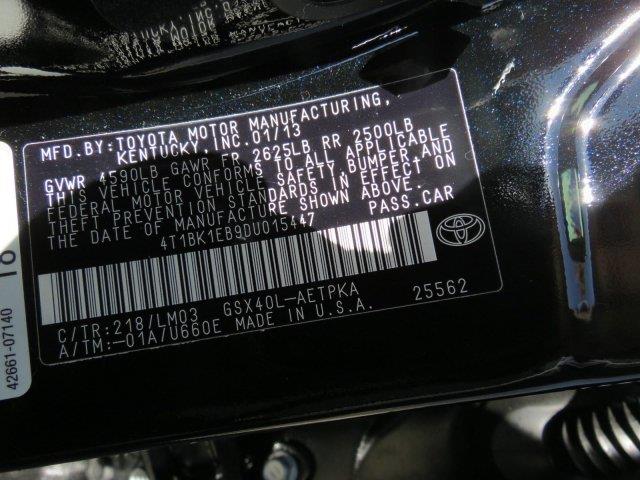 MFD.BY:TOYOTA MOTOR MANUFACTURING,
KENTUCKY, INC.01/13
GVWR 4590LB GAWR FR 2625LB RR 2500LB
THIS VEHICLE CONFORMS TO ALL APPLICABLE
FEDERAL MOTOR VEHICLE SAFETY, BUMPER, AND
THEFT PREVENTION STANDARDS IN EFFECT ON
THE DATE OF MANUFACTURE SHOWN ABOVE.
4T1BK1EB9DU015447 PASS.CAR
TOYOTA
C/TR:218/LM03 GSX40L-AETPKA 25562
A/TM:-01A/U660E MADE IN U.S.A.
42661-07140